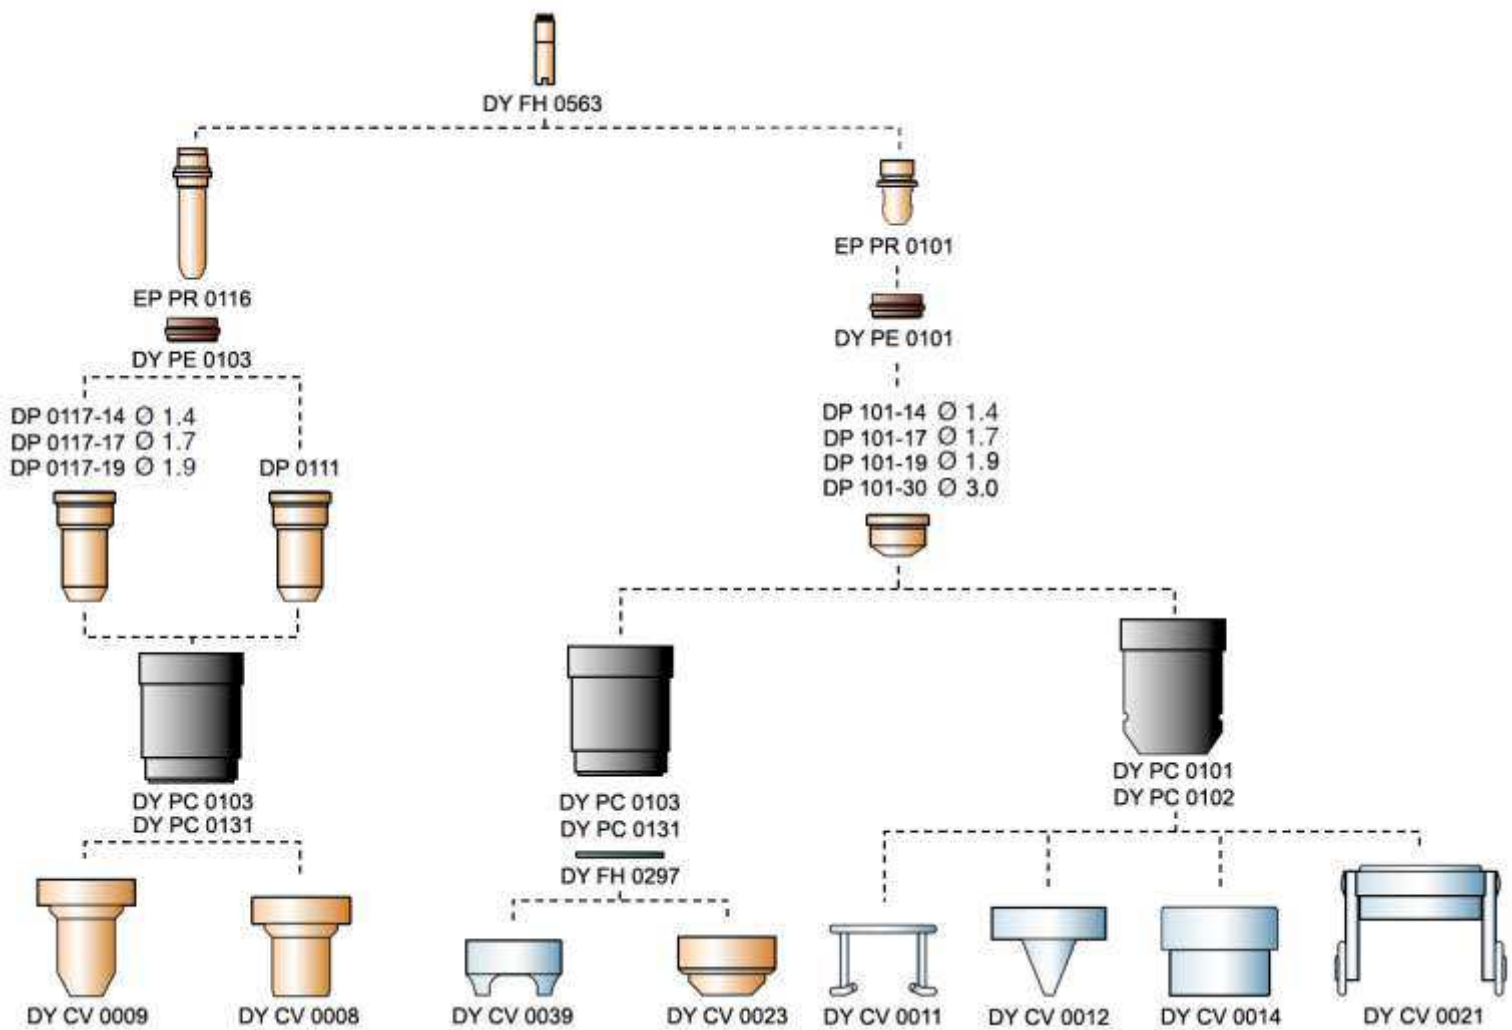 DY FH 0563
EP PR 0116
DY PE 0103
DP 0117-14 Ø 1.4
DP 0117-17 Ø 1.7
DP 0117-19 Ø 1.9
DP 0111
EP PR 0101
DY PE 0101
DP 101-14 Ø 1.4
DP 101-17 Ø 1.7
DP 101-19 Ø 1.9
DP 101-30 Ø 3.0
DY PC 0103
DY PC 0131
DY PC 0103
DY PC 0131
DY FH 0297
DY PC 0101
DY PC 0102
DY CV 0009
DY CV 0008
DY CV 0039
DY CV 0023
DY CV 0011
DY CV 0012
DY CV 0014
DY CV 0021